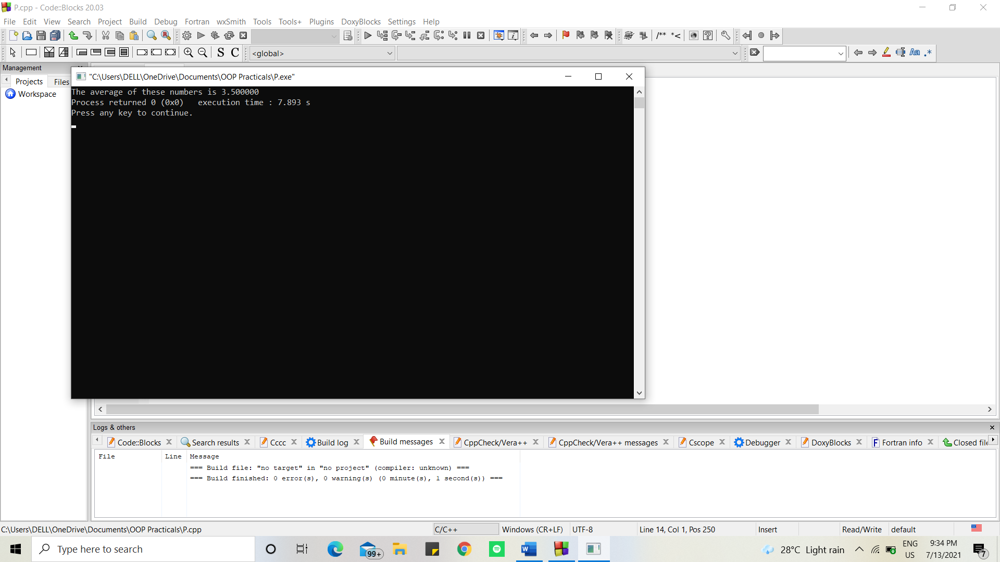 P.cpp - Code::Blocks 20.03
File Edit View Search Project Build Debug Fortran wxSmith Tools Tools+ Plugins DoxyBlocks Settings Help
/** *<
S C <global> Aa .*
Management
Projects Files
Workspace
"C:\Users\DELL\OneDrive\Documents\OOP Practicals\P.exe"
The average of these numbers is 3.500000
Process returned 0 (0x0)   execution time : 7.893 s
Press any key to continue.
Logs & others
Code::Blocks Search results Cccc Build log Build messages CppCheck/Vera++ CppCheck/Vera++ messages Cscope Debugger DoxyBlocks Fortran info Closed file
File Line Message
=== Build file: "no target" in "no project" (compiler: unknown) ===
=== Build finished: 0 error(s), 0 warning(s) (0 minute(s), 1 second(s)) ===
C:\Users\DELL\OneDrive\Documents\OOP Practicals\P.cpp C/C++ Windows (CR+LF) UTF-8 Line 14, Col 1, Pos 250 Insert Read/Write default
Type here to search 99+ 28°C Light rain ENG US 9:34 PM 7/13/2021 7